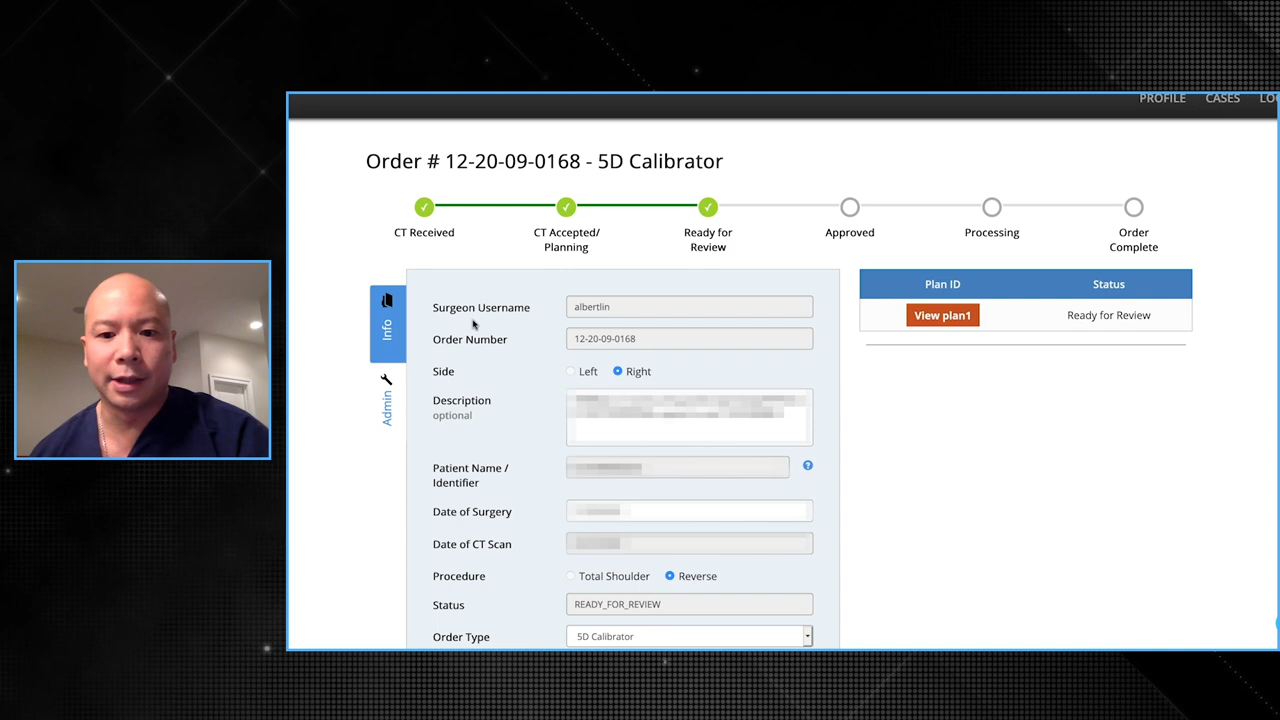 PROFILE CASES
Order # 12-20-09-0168 - 5D Calibrator
CT Received
CT Accepted/
Planning
Ready for
Review
Approved
Processing
Order
Complete
Info
Admin
Surgeon Username albertlin
Order Number 12-20-09-0168
Side Left Right
Description
optional
Patient Name /
Identifier
Date of Surgery
Date of CT Scan
Procedure Total Shoulder Reverse
Status READY_FOR_REVIEW
Order Type 5D Calibrator
Plan ID Status
View plan1 Ready for Review